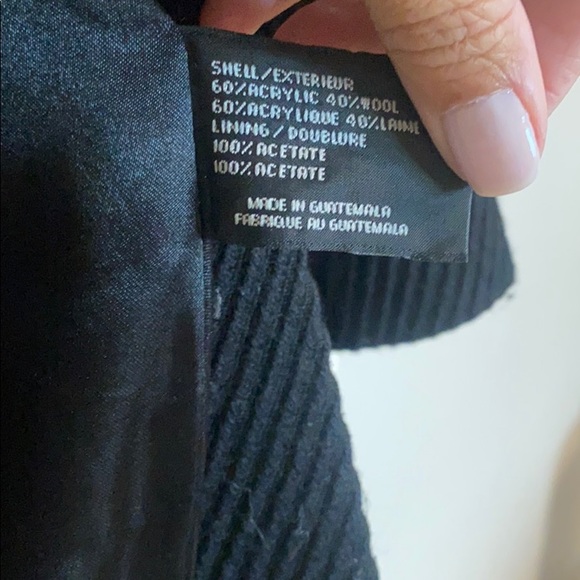 SHELL/EXTERIEUR
60%ACRYLIC 40%WOOL
60%ACRYLIQUE 40%LAINE
LINING/DOUBLURE
100%ACETATE
100%ACETATE
MADE IN GUATEMALA
FABRIQUE AU GUATEMALA